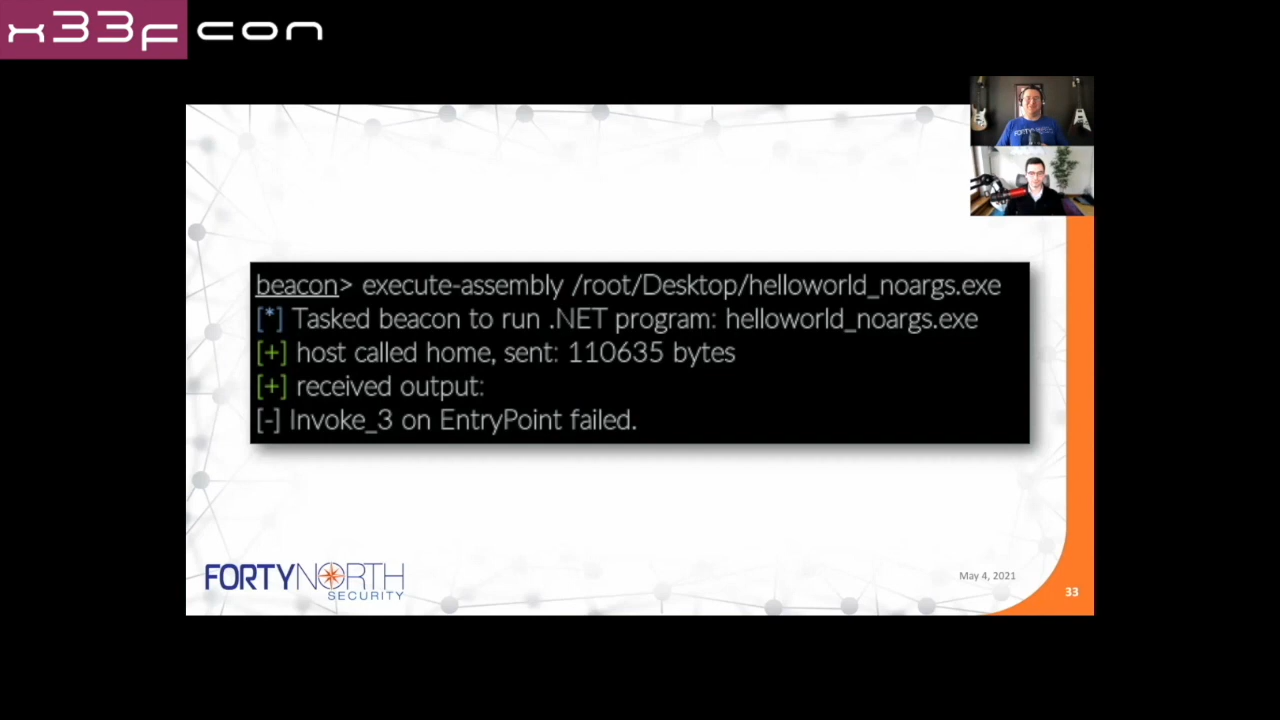 x33fcon
beacon> execute-assembly /root/Desktop/helloworld_noargs.exe
[*] Tasked beacon to run .NET program: helloworld_noargs.exe
[+] host called home, sent: 110635 bytes
[+] received output:
[-] Invoke_3 on EntryPoint failed.
FORTYNORTH
SECURITY
May 4, 2021
33